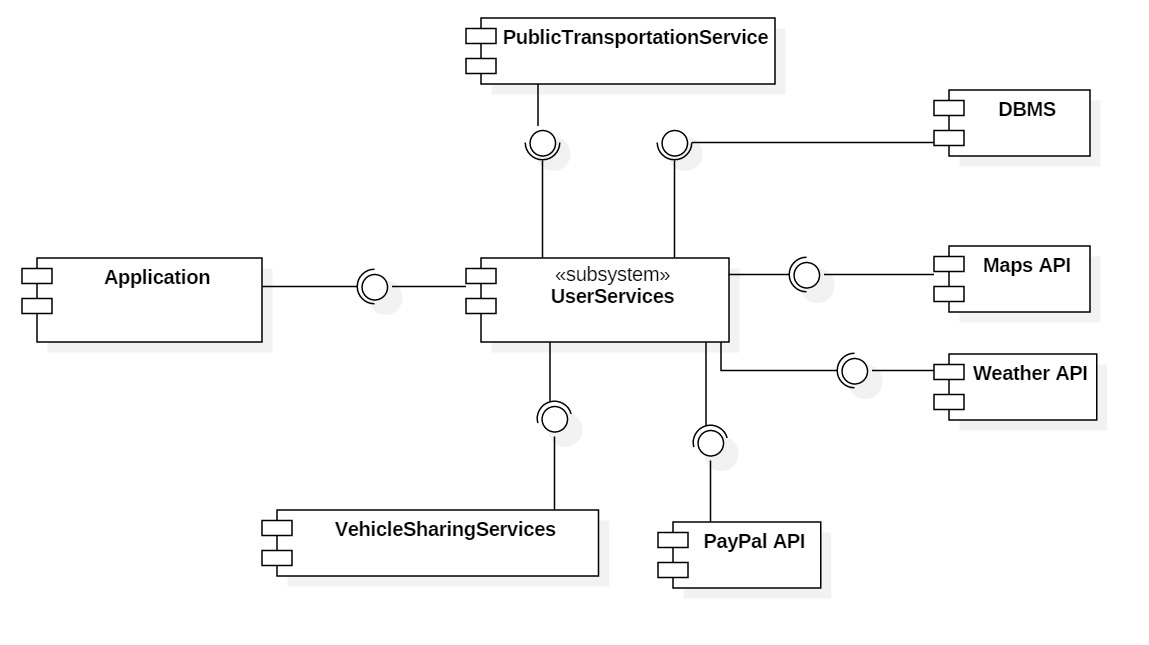 PublicTransportationService
DBMS
Application
«subsystem»
UserServices
Maps API
Weather API
VehicleSharingServices
PayPal API